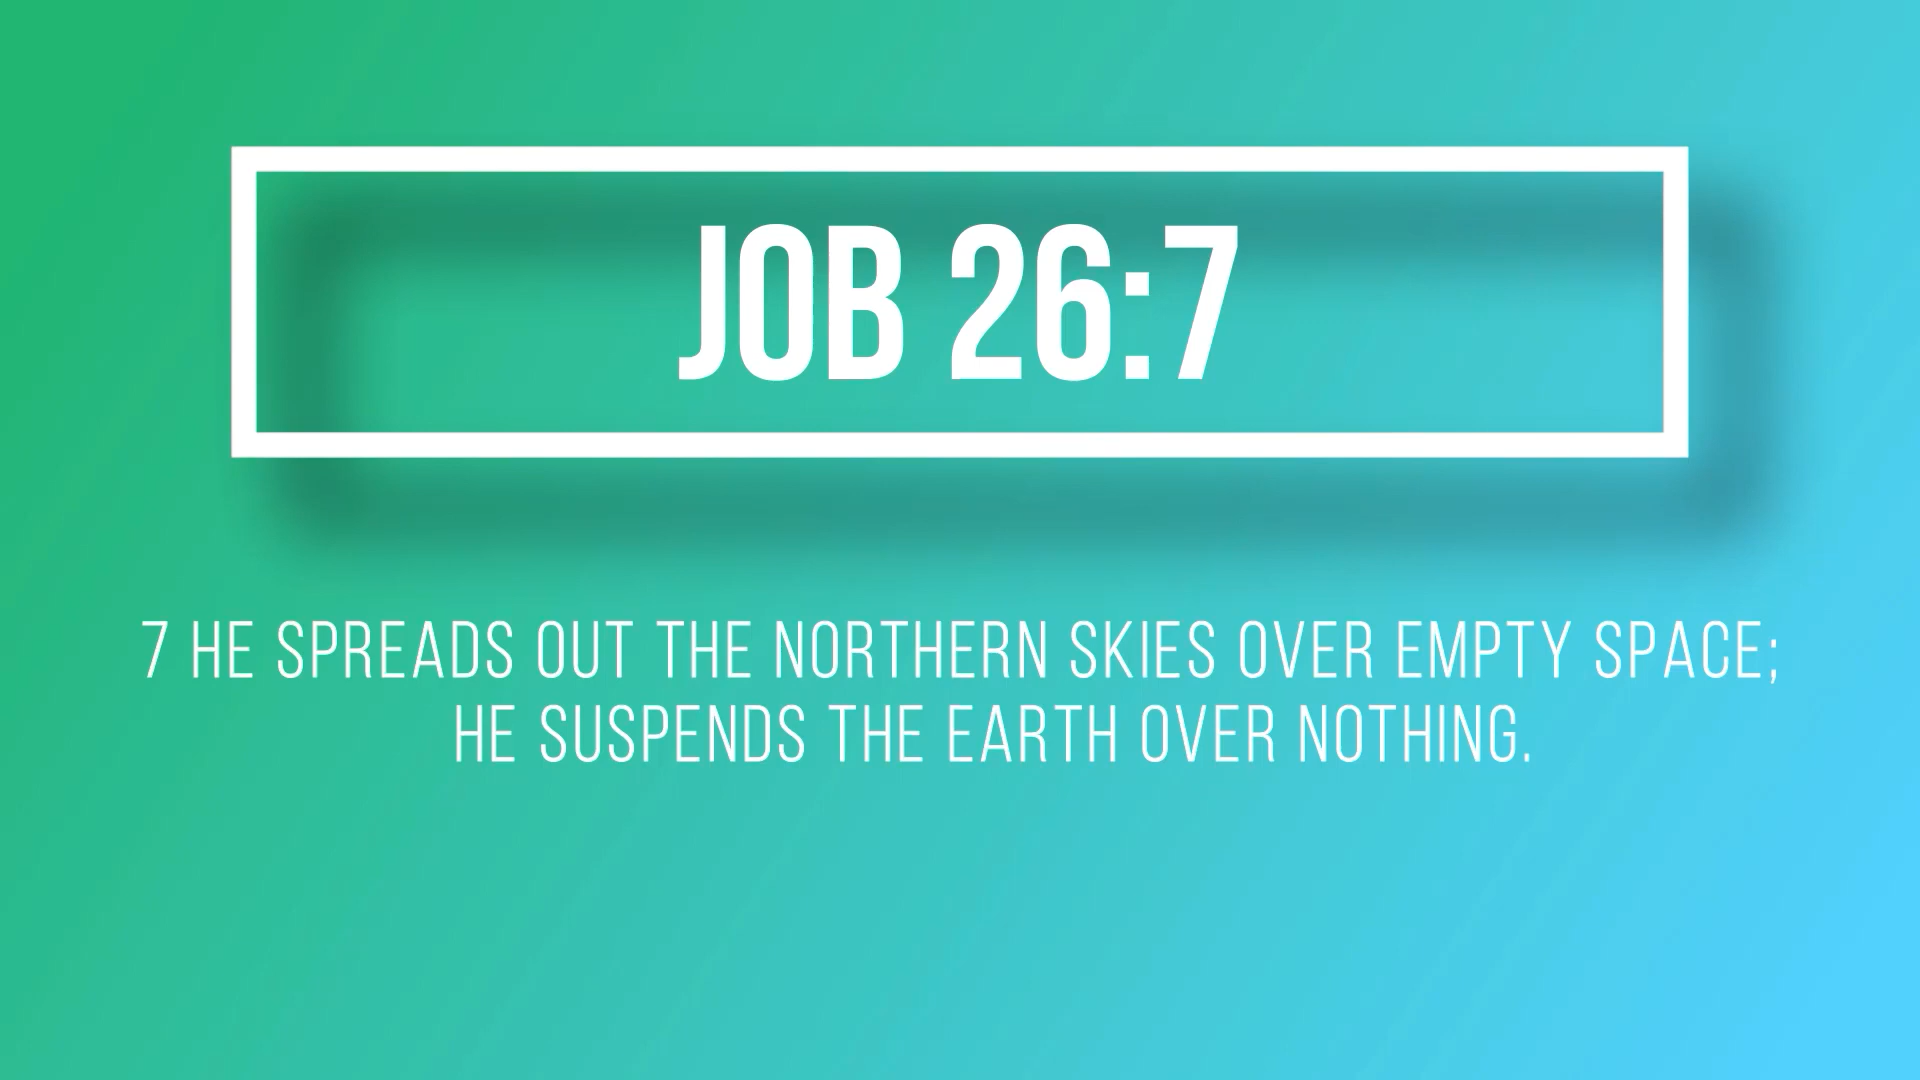 JOB 26:7
7 HE SPREADS OUT THE NORTHERN SKIES OVER EMPTY SPACE;
HE SUSPENDS THE EARTH OVER NOTHING.